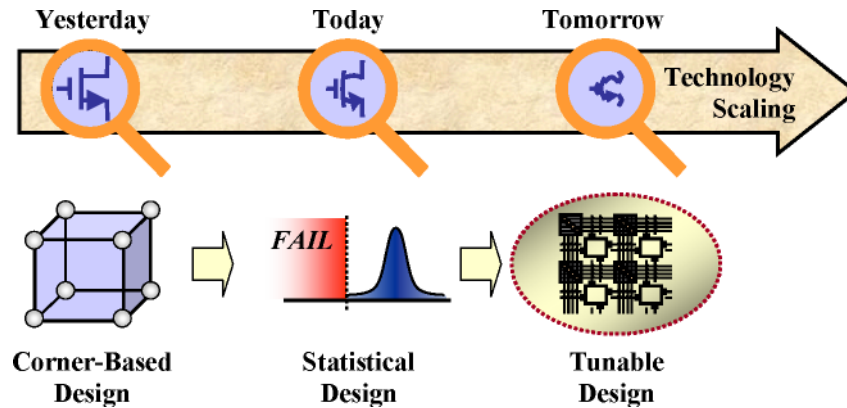 Yesterday
Today
Tomorrow
Technology
Scaling
FAIL
Corner-Based
Design
Statistical
Design
Tunable
Design